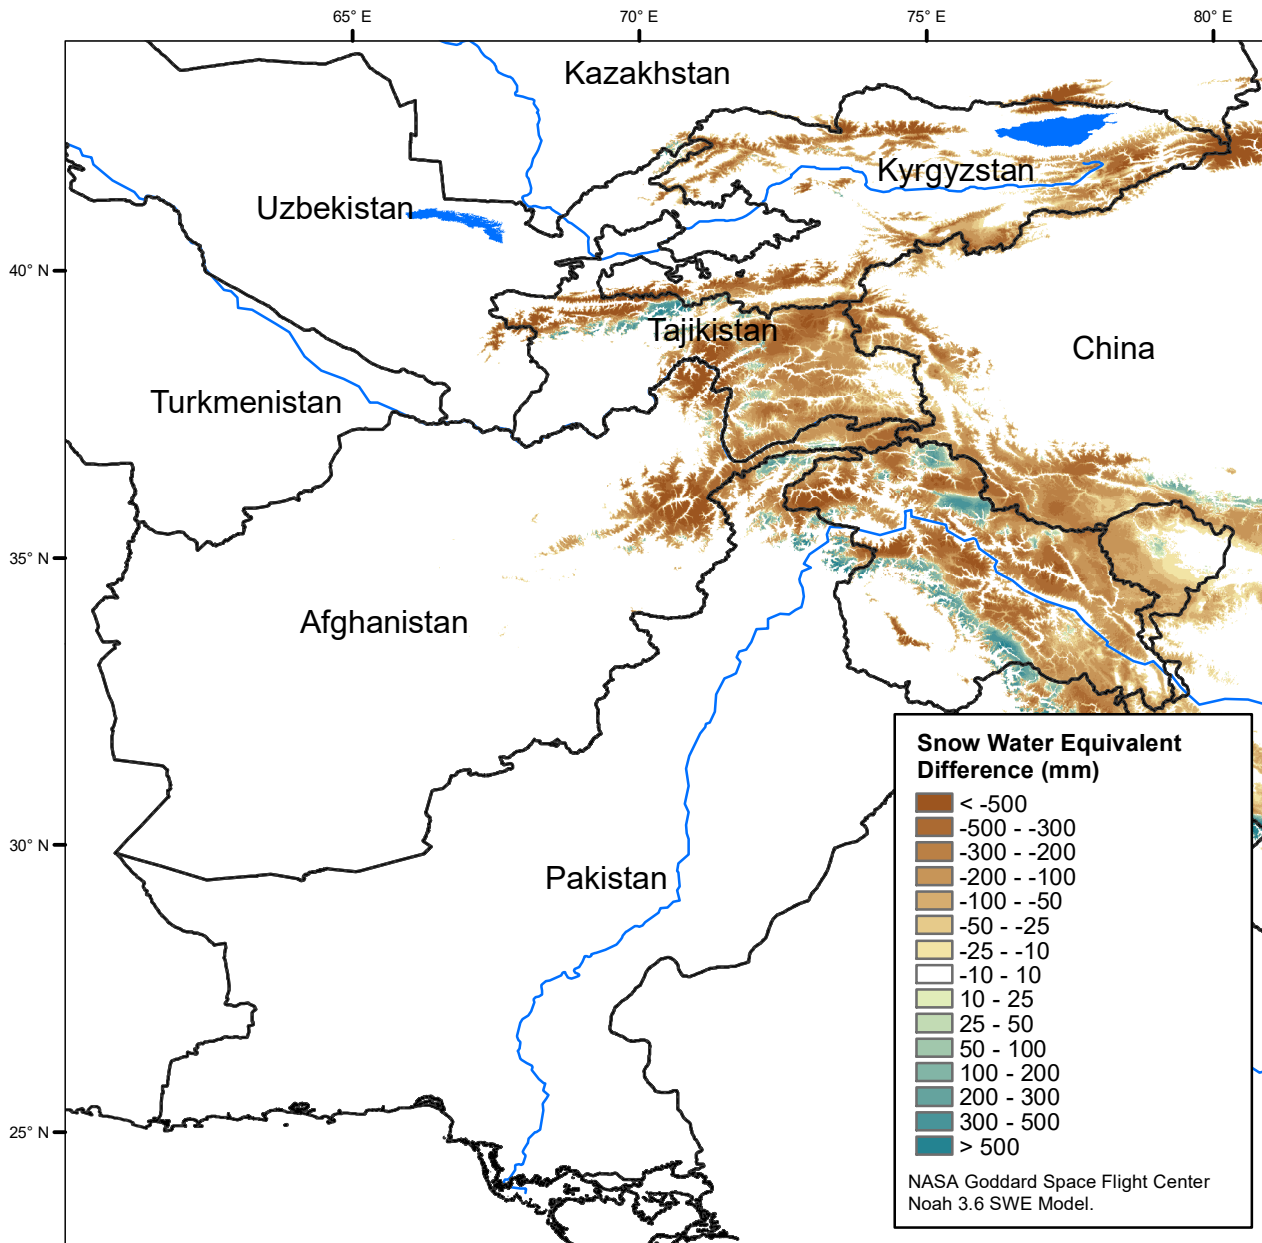 65° E
70° E
75° E
80° E
Kazakhstan
Kyrgyzstan
Uzbekistan
40° N
Tajikistan
China
Turkmenistan
35° N
Afghanistan
30° N
Pakistan
25° N
Snow Water Equivalent
Difference (mm)
< -500
-500 - -300
-300 - -200
-200 - -100
-100 - -50
-50 - -25
-25 - -10
-10 - 10
10 - 25
25 - 50
50 - 100
100 - 200
200 - 300
300 - 500
> 500
NASA Goddard Space Flight Center
Noah 3.6 SWE Model.